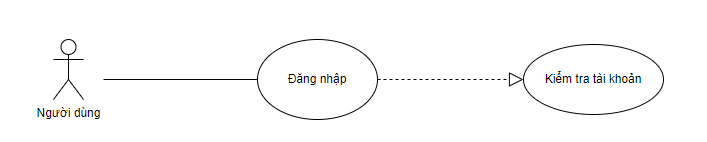 Đăng nhập
Kiểm tra tài khoản
Người dùng